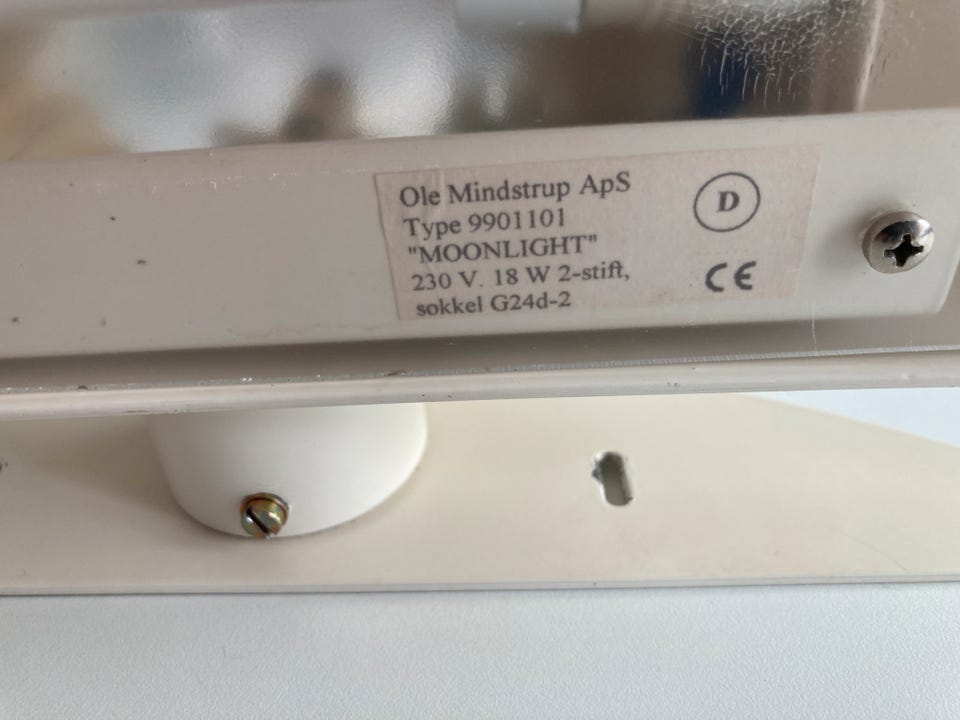 Ole Mindstrup ApS
Type 9901101
"MOONLIGHT"
230 V. 18 W 2-stift,
sokkel G24d-2
D
CE